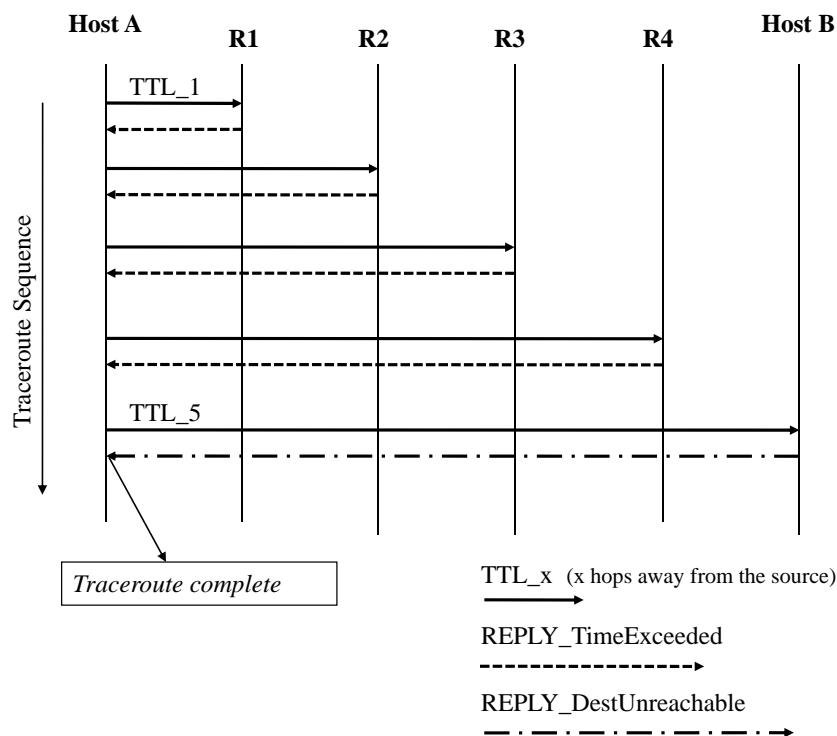 Host A R1 R2 R3 R4 Host B
TTL_1
Traceroute Sequence
TTL_5
Traceroute complete
TTL_x (x hops away from the source)
REPLY_TimeExceeded
REPLY_DestUnreachable